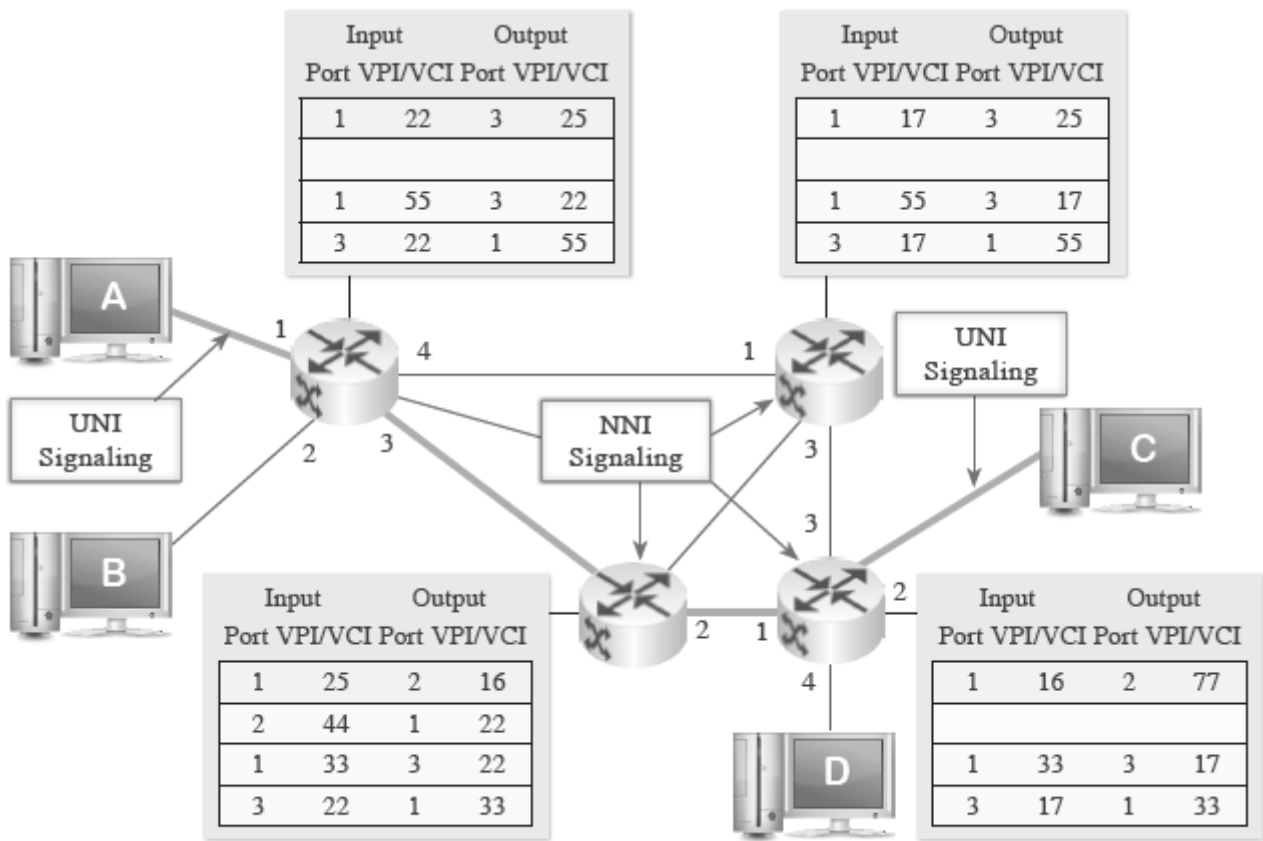 Input Output
Port VPI/VCI Port VPI/VCI
1 22 3 25
1 55 3 22
3 22 1 55
Input Output
Port VPI/VCI Port VPI/VCI
1 17 3 25
1 55 3 17
3 17 1 55
A
1
4
1
UNI
Signaling
UNI
Signaling
2
3
NNI
Signaling
3
C
B
3
Input Output
Port VPI/VCI Port VPI/VCI
1 25 2 16
2 44 1 22
1 33 3 22
3 22 1 33
2
1
2
4
D
Input Output
Port VPI/VCI Port VPI/VCI
1 16 2 77
1 33 3 17
3 17 1 33